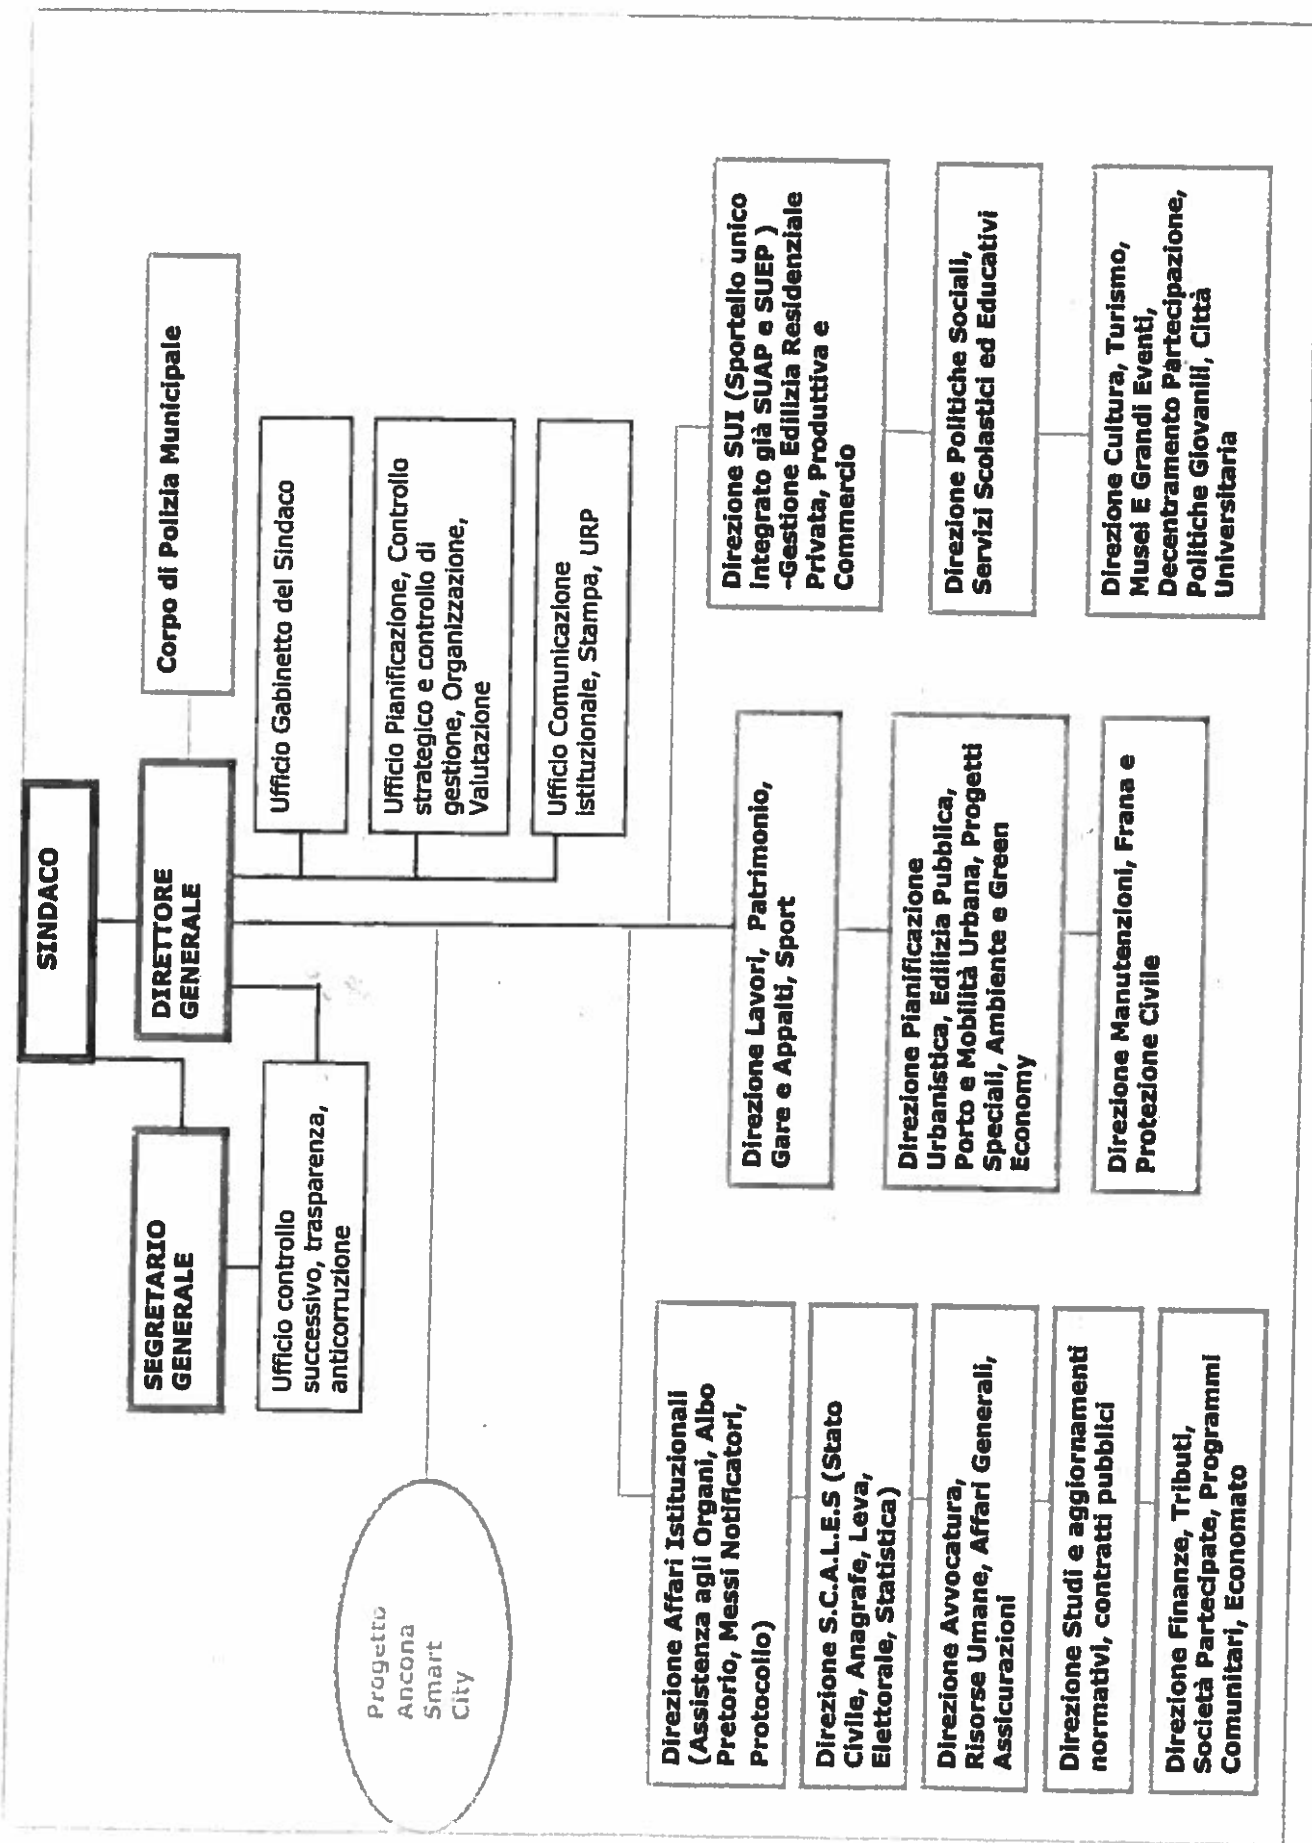 SINDACO
SEGRETARIO
GENERALE
DIRETTORE
GENERALE
Corpo di Polizia Municipale
Ufficio controllo
successivo, trasparenza,
anticorruzione
Ufficio Gabinetto del Sindaco
Ufficio Pianificazione, Controllo
strategico e controllo di
gestione, Organizzazione,
Valutazione
Ufficio Comunicazione
istituzionale, Stampa, URP
Progetto
Ancona
Smart
City
Direzione Affari Istituzionali
(Assistenza agli Organi, Albo
Pretorio, Messi Notificatori,
Protocollo)
Direzione S.C.A.L.E.S (Stato
Civile, Anagrafe, Leva,
Elettorale, Statistica)
Direzione Avvocatura,
Risorse Umane, Affari Generali,
Assicurazioni
Direzione Studi e aggiornamenti
normativi, contratti pubblici
Direzione Finanze, Tributi,
Società Partecipate, Programmi
Comunitari, Economato
Direzione Lavori, Patrimonio,
Gare e Appalti, Sport
Direzione Pianificazione
Urbanistica, Edilizia Pubblica,
Porto e Mobilità Urbana, Progetti
Speciali, Ambiente e Green
Economy
Direzione Manutenzioni, Frana e
Protezione Civile
Direzione SUI (Sportello unico
Integrato già SUAP e SUEP )
-Gestione Edilizia Residenziale
Privata, Produttiva e
Commercio
Direzione Politiche Sociali,
Servizi Scolastici ed Educativi
Direzione Cultura, Turismo,
Musei E Grandi Eventi,
Decentramento Partecipazione,
Politiche Giovanili, Città
Universitaria